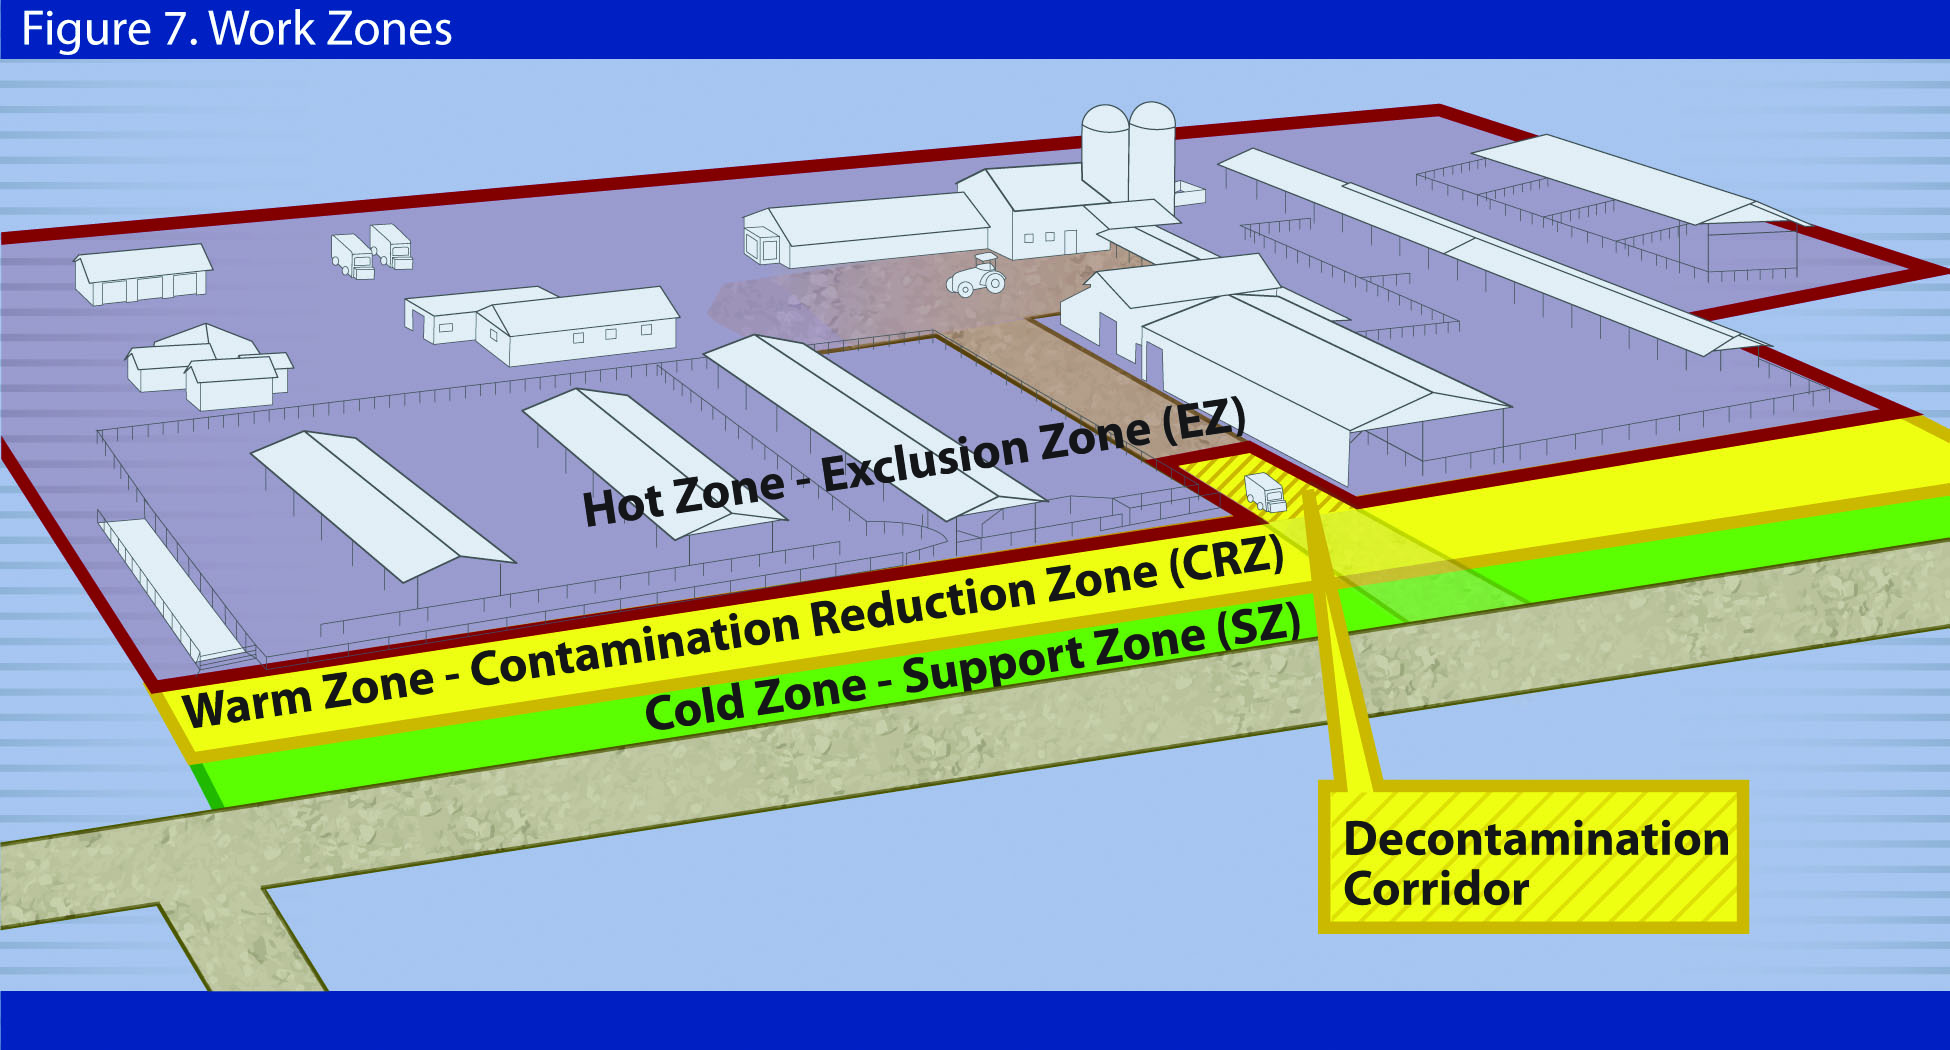 Figure 7. Work Zones
Hot Zone - Exclusion Zone (EZ)
Warm Zone - Contamination Reduction Zone (CRZ)
Cold Zone - Support Zone (SZ)
Decontamination
Corridor